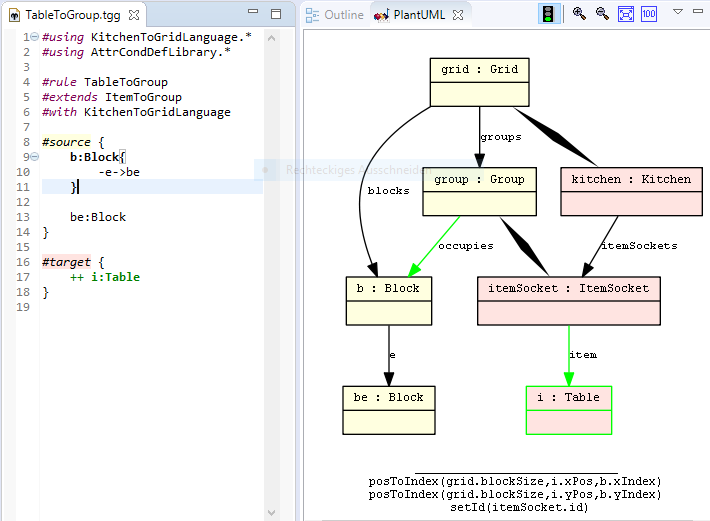 TableToGroup.tgg
1 #using KitchenToGridLanguage.*
2 #using AttrCondDefLibrary.*
3
4 #rule TableToGroup
5 #extends ItemToGroup
6 #with KitchenToGridLanguage
7
8 #source {
9 b:Block{
10 -e->be
11 }
12
13 be:Block
14 }
15
16 #target {
17 ++ i:Table
18 }
19
Rechteckiges Ausschneiden
Outline PlantUML
100
grid : Grid
groups
blocks
group : Group
kitchen : Kitchen
occupies
itemSockets
b : Block
itemSocket : ItemSocket
e
item
be : Block
i : Table
posToIndex(grid.blockSize,i.xPos,b.xIndex)
posToIndex(grid.blockSize,i.yPos,b.yIndex)
setId(itemSocket.id)